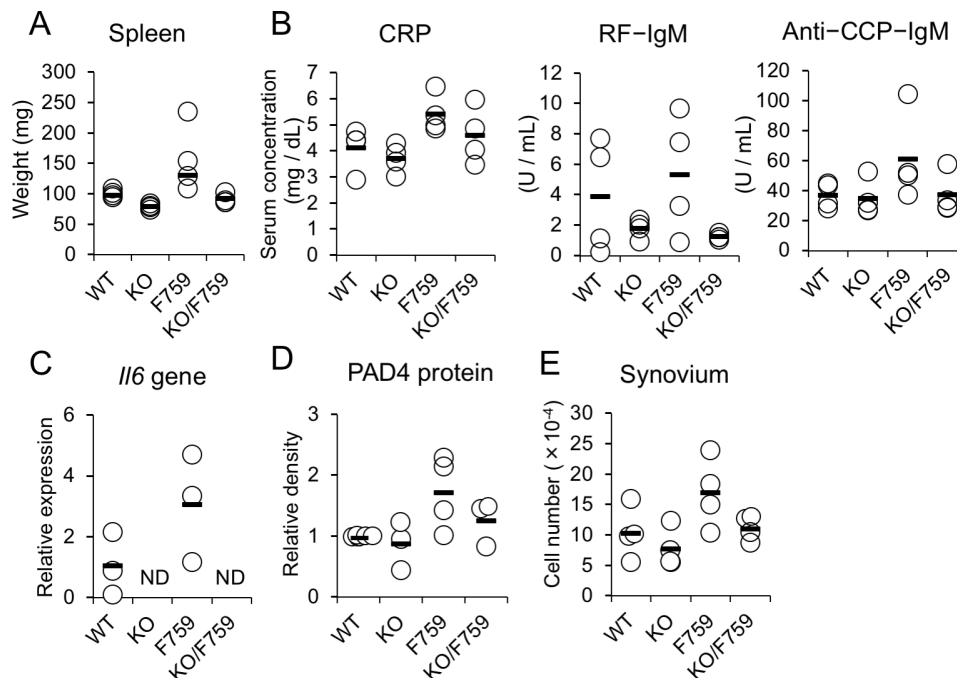 A
Spleen
Weight (mg)
300
250
200
150
100
50
0
WT
KO
F759
KO/F759
B
CRP
Serum concentration
(mg / dL)
7
6
5
4
3
2
1
0
WT
KO
F759
KO/F759
RF−IgM
(U / mL)
12
10
8
6
4
2
0
WT
KO
F759
KO/F759
Anti−CCP−IgM
(U / mL)
120
100
80
60
40
20
0
WT
KO
F759
KO/F759
C
Il6 gene
Relative expression
6
4
2
0
ND
ND
WT
KO
F759
KO/F759
D
PAD4 protein
Relative density
3
2
1
0
WT
KO
F759
KO/F759
E
Synovium
Cell number ( ×10⁻⁴)
30
25
20
15
10
5
0
WT
KO
F759
KO/F759